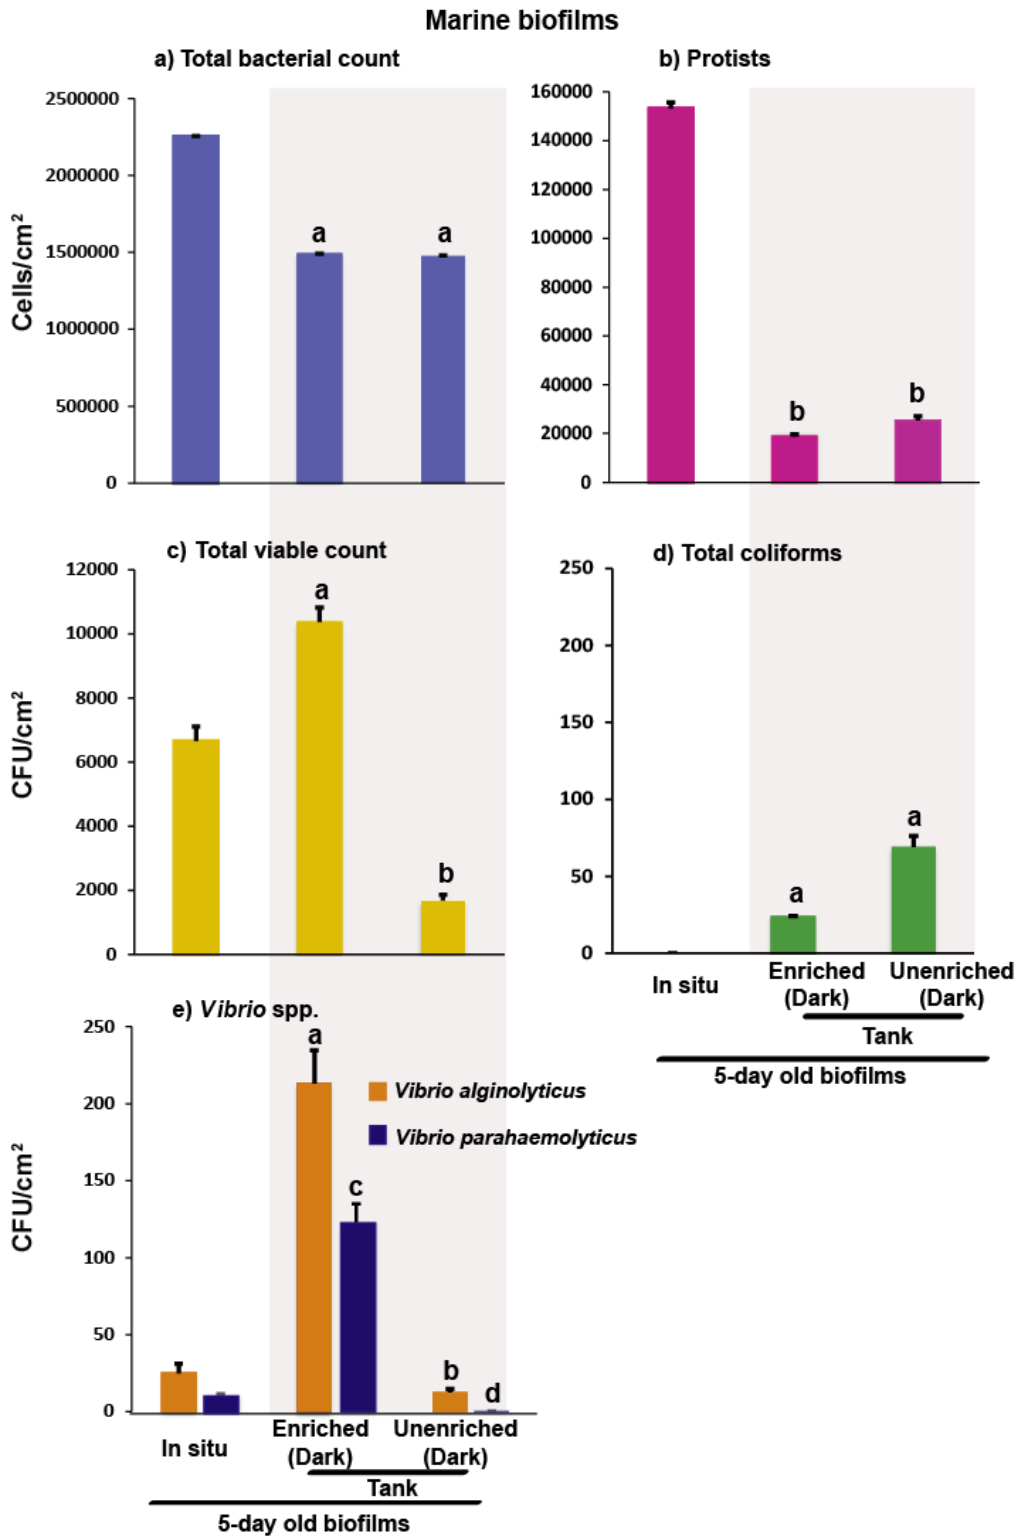 Marine biofilms
a) Total bacterial count
b) Protists
Cells/cm²
2500000
2000000
1500000
1000000
500000
0
a
a
160000
140000
120000
100000
80000
60000
40000
20000
0
b
b
c) Total viable count
d) Total coliforms
CFU/cm²
12000
10000
8000
6000
4000
2000
0
a
b
250
200
150
100
50
0
a
a
In situ
Enriched
(Dark)
Unenriched
(Dark)
Tank
5-day old biofilms
e) Vibrio spp.
CFU/cm²
250
200
150
100
50
0
a
c
b
d
Vibrio alginolyticus
Vibrio parahaemolyticus
In situ
Enriched
(Dark)
Unenriched
(Dark)
Tank
5-day old biofilms